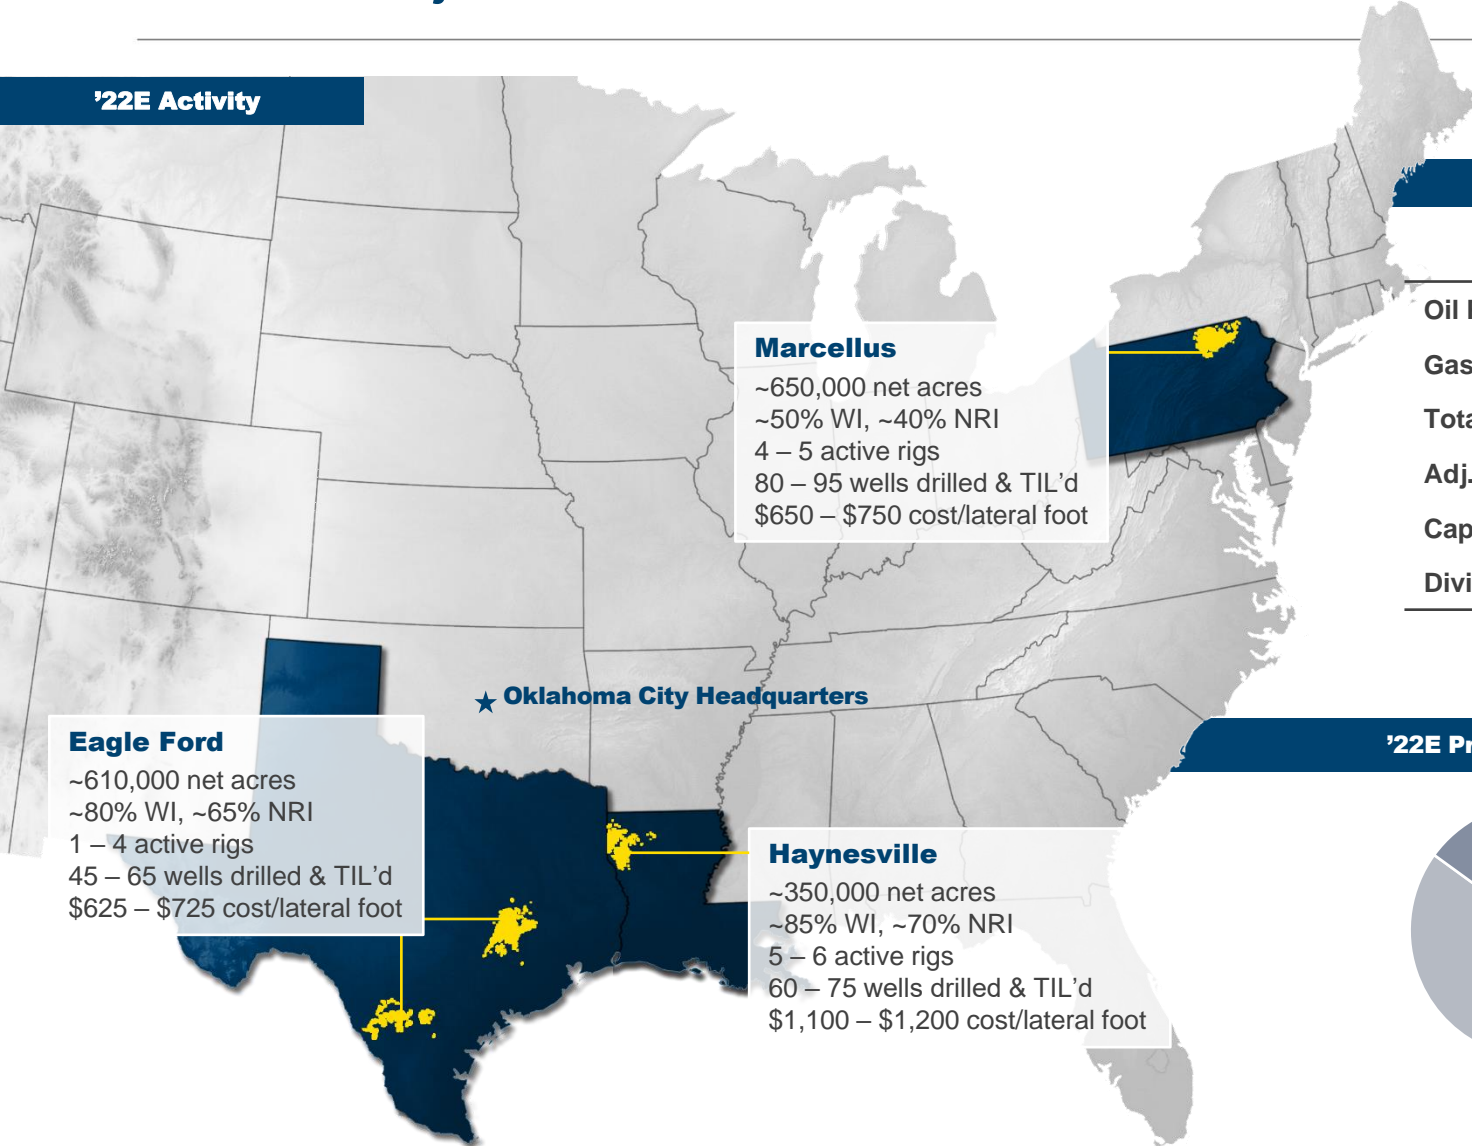 ’22E Activity
Marcellus
~650,000 net acres
~50% WI, ~40% NRI
4 – 5 active rigs
80 – 95 wells drilled & TIL’d
$650 – $750 cost/lateral foot
Oil
Gas
Adj.
Oklahoma City Headquarters
Eagle Ford
~610,000 net acres
~80% WI, ~65% NRI
1 – 4 active rigs
45 – 65 wells drilled & TIL’d
$625 – $725 cost/lateral foot
’22E
Haynesville
~350,000 net acres
~85% WI, ~70% NRI
5 – 6 active rigs
60 – 75 wells drilled & TIL’d
$1,100 – $1,200 cost/lateral foot